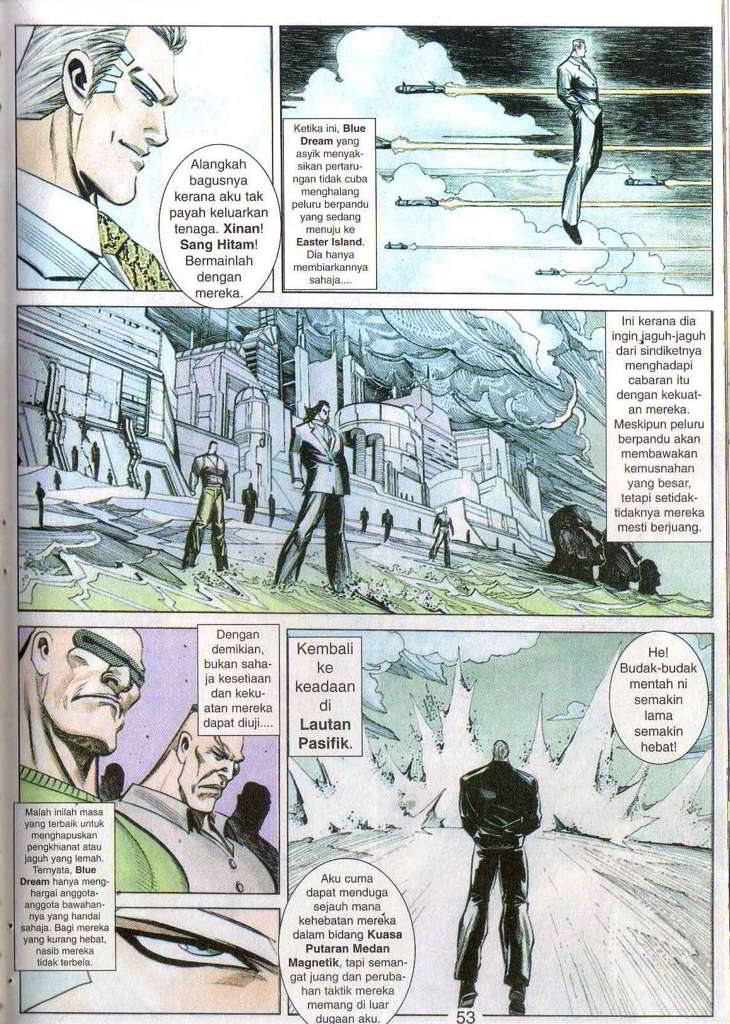 Alangkah
bagusnya
kerana aku tak
payah keluarkan
tenaga. Xinan!
Sang Hitam!
Bermainlah
dengan
mereka.
Ketika ini, Blue
Dream yang
asyik menyak-
sikan pertaru-
ngan tidak cuba
menghalang
peluru berpandu
yang sedang
menuju ke
Easter Island.
Dia hanya
membiarkannya
sahaja....
Ini kerana dia
ingin jaguh-jaguh
dari sindiketnya
menghadapi
cabaran itu
dengan kekuat-
an mereka.
Meskipun peluru
berpandu akan
membawakan
kemusnahan
yang besar,
tetapi setidak-
tidaknya mereka
mesti berjuang.
Dengan
demikian,
bukan saha-
ja kesetiaan
dan keku-
atan mereka
dapat diuji....
Malah inilah masa
yang terbaik untuk
menghapuskan
pengkhianat atau
jaguh yang lemah.
Ternyata, Blue
Dream hanya meng-
hargai anggota-
anggota bawahan-
nya yang handal
sahaja. Bagi mereka
yang kurang hebat,
nasib mereka
tidak terbela.
Kembali
ke
keadaan
di
Lautan
Pasifik.
He!
Budak-budak
mentah ni
semakin
lama
semakin
hebat!
Aku cuma
dapat menduga
sejauh mana
kehebatan mereka
dalam bidang Kuasa
Putaran Medan
Magnetik, tapi seman-
gat juang dan peruba-
han taktik mereka
memang di luar
dugaan aku.
53